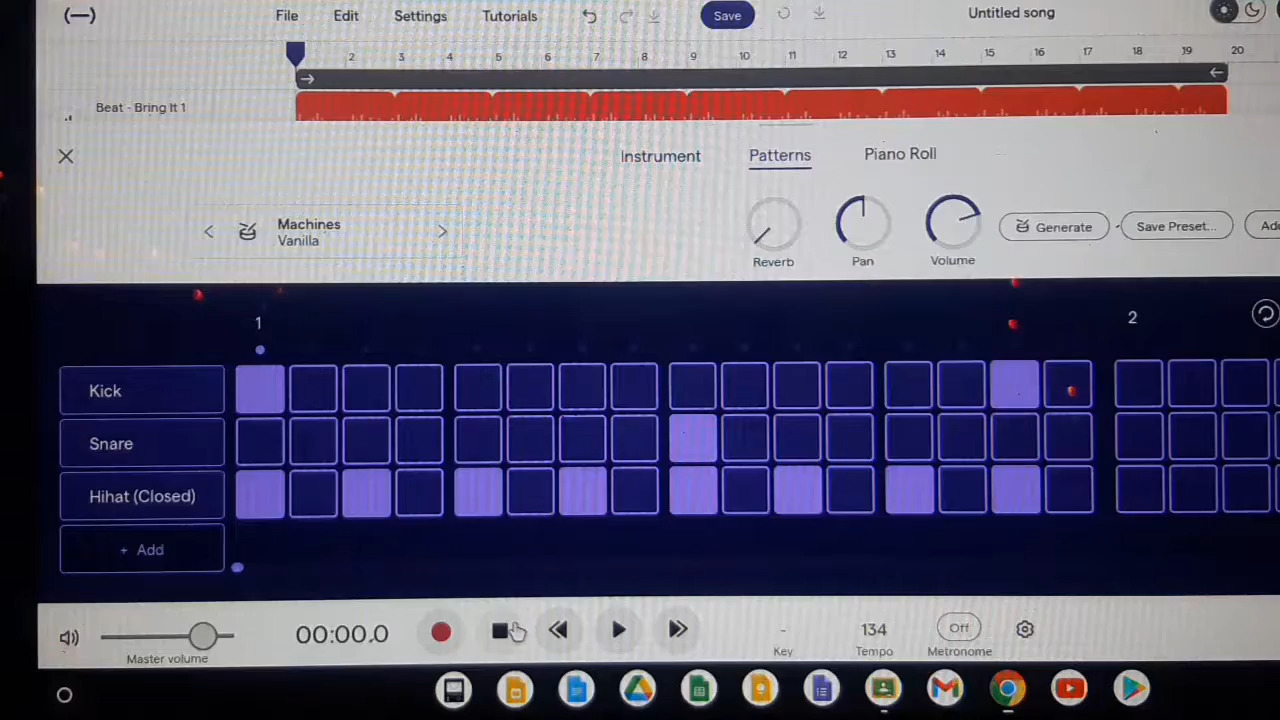 (—) File Edit Settings Tutorials Save Untitled song
2 3 4 5 6 7 8 9 10 11 12 13 14 15 16 17 18 19 20
Beat - Bring It 1
Instrument Patterns Piano Roll
Machines
Vanilla
Generate Save Preset... Add
Reverb Pan Volume
1 2
Kick
Snare
Hihat (Closed)
+ Add
00:00.0 - 134 Off
Master volume Key Tempo Metronome